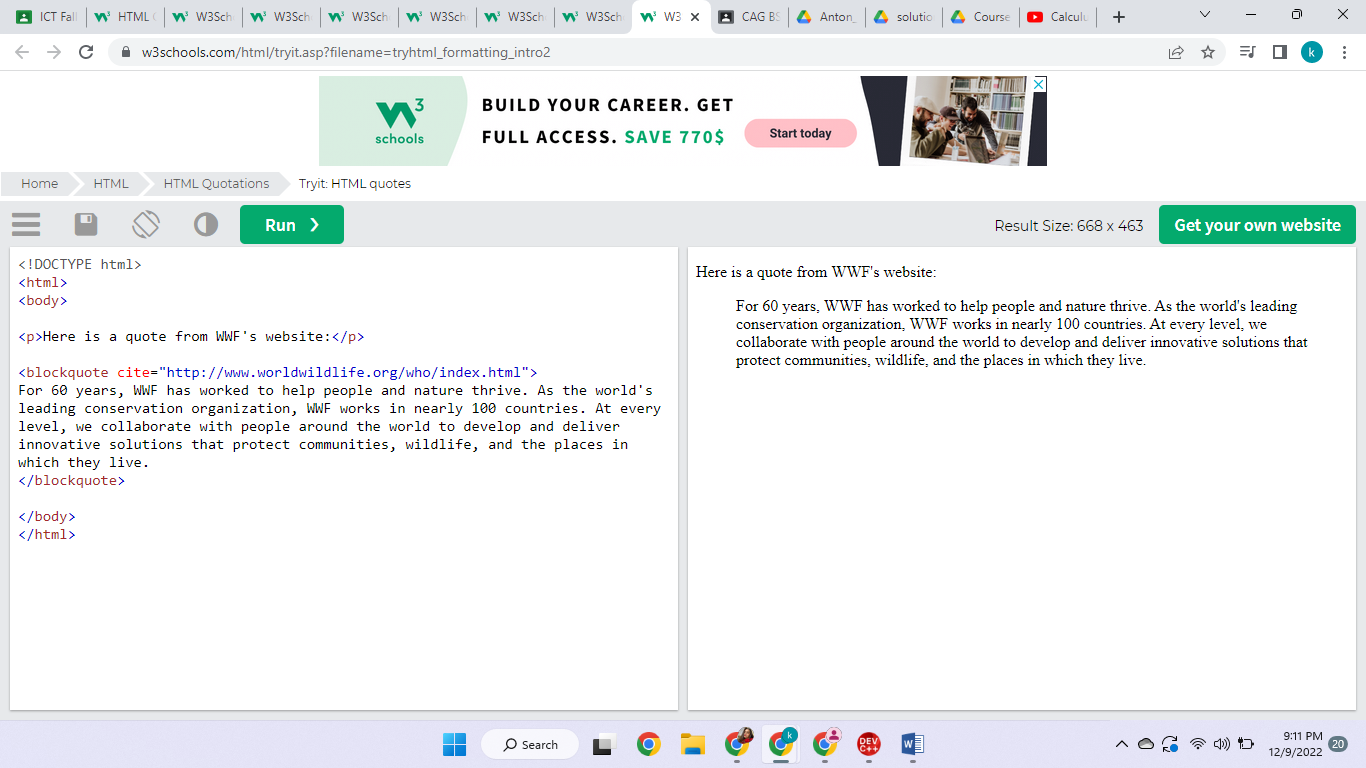 ICT Fall
HTML
W3Sch
W3Sch
W3Sch
W3Sch
W3Sch
W3Sch
W3
CAG BS
Anton_
solutio
Course
Calculu
w3schools.com/html/tryit.asp?filename=tryhtml_formatting_intro2
k
3
schools
BUILD YOUR CAREER. GET
FULL ACCESS. SAVE 770$
Start today
Home
HTML
HTML Quotations
Tryit: HTML quotes
Run ❯
Result Size: 668 x 463
Get your own website
<!DOCTYPE html>
<html>
<body>
<p>Here is a quote from WWF's website:</p>
<blockquote cite="http://www.worldwildlife.org/who/index.html">
For 60 years, WWF has worked to help people and nature thrive. As the world's
leading conservation organization, WWF works in nearly 100 countries. At every
level, we collaborate with people around the world to develop and deliver
innovative solutions that protect communities, wildlife, and the places in
which they live.
</blockquote>
</body>
</html>
Here is a quote from WWF's website:
For 60 years, WWF has worked to help people and nature thrive. As the world's leading
conservation organization, WWF works in nearly 100 countries. At every level, we
collaborate with people around the world to develop and deliver innovative solutions that
protect communities, wildlife, and the places in which they live.
Search
k
DEV
C++
W
9:11 PM
12/9/2022
20